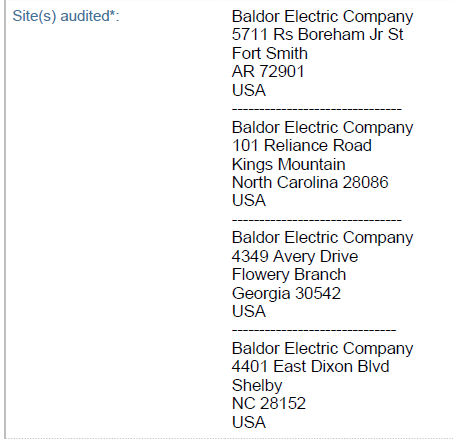 Site(s) audited*:
Baldor Electric Company
5711 Rs Boreham Jr St
Fort Smith
AR 72901
USA
--------------------------------
Baldor Electric Company
101 Reliance Road
Kings Mountain
North Carolina 28086
USA
--------------------------------
Baldor Electric Company
4349 Avery Drive
Flowery Branch
Georgia 30542
USA
-------------------------------
Baldor Electric Company
4401 East Dixon Blvd
Shelby
NC 28152
USA